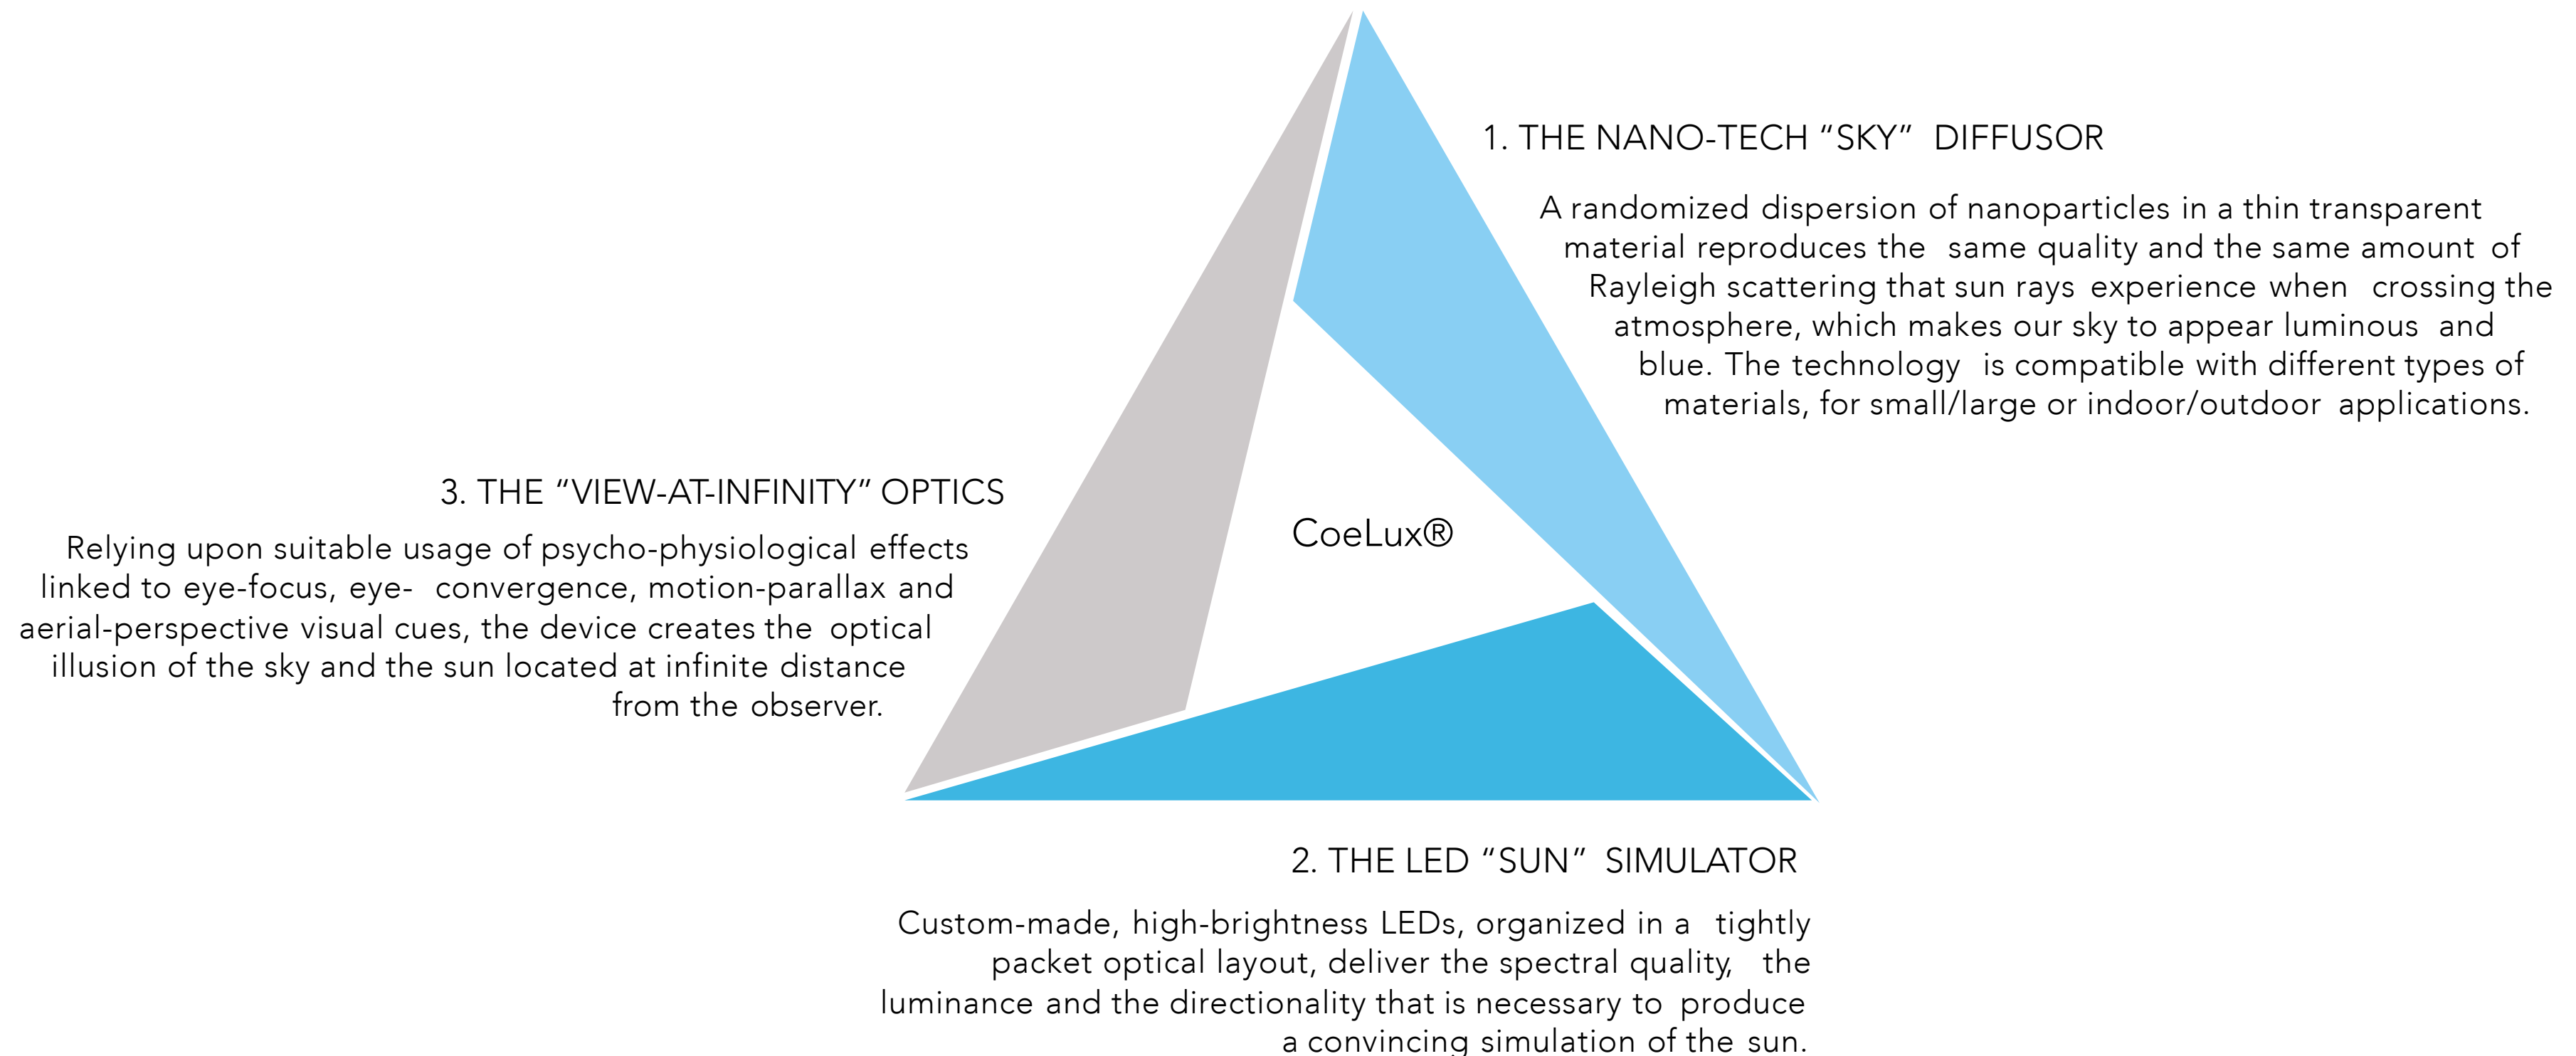 1. THE NANO-TECH “SKY” DIFFUSOR
A randomized dispersion of nanoparticles in a thin transparent
material reproduces the same quality and the same amount of
Rayleigh scattering that sun rays experience when crossing the
atmosphere, which makes our sky to appear luminous and
blue. The technology is compatible with different types of
materials, for small/large or indoor/outdoor applications.
3. THE “VIEW-AT-INFINITY” OPTICS
Relying upon suitable usage of psycho-physiological effects
linked to eye-focus, eye- convergence, motion-parallax and
aerial-perspective visual cues, the device creates the optical
illusion of the sky and the sun located at infinite distance
from the observer.
CoeLux®
2. THE LED “SUN” SIMULATOR
Custom-made, high-brightness LEDs, organized in a tightly
packet optical layout, deliver the spectral quality, the
luminance and the directionality that is necessary to produce
a convincing simulation of the sun.